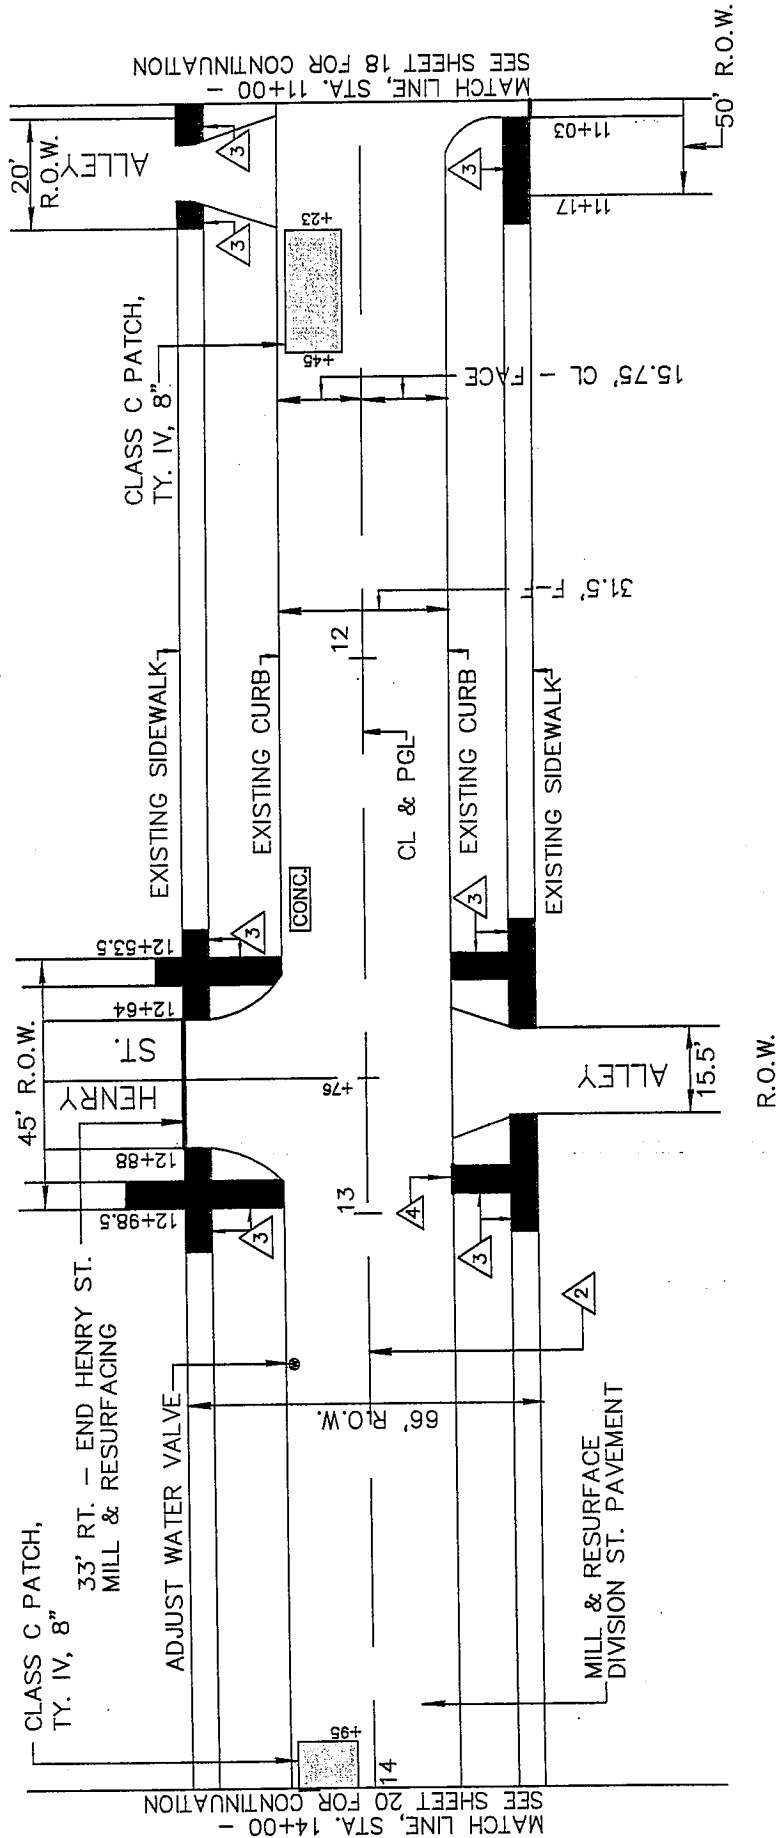 MATCH LINE, STA. 14+00 -
SEE SHEET 20 FOR CONTINUATION
CLASS C PATCH,
TY. IV, 8"
+95
14
33' RT. - END HENRY ST.
MILL & RESURFACING
ADJUST WATER VALVE
W
66' R.O.W.
MILL & RESURFACE
DIVISION ST. PAVEMENT
2
45' R.O.W.
12+98.5
12+88
HENRY
ST.
12+64
12+53.5
3
3
13
+76
4
3
3
ALLEY
15.5'
R.O.W.
CONC.
EXISTING SIDEWALK
EXISTING CURB
12
CL & PGL
EXISTING CURB
EXISTING SIDEWALK
31.5' F-F
15.75' CL - FACE
CLASS C PATCH,
TY. IV, 8"
+45
+23
20'
R.O.W.
ALLEY
3
3
3
11+17
11+03
50' R.O.W.
MATCH LINE, STA. 11+00 -
SEE SHEET 18 FOR CONTINUATION